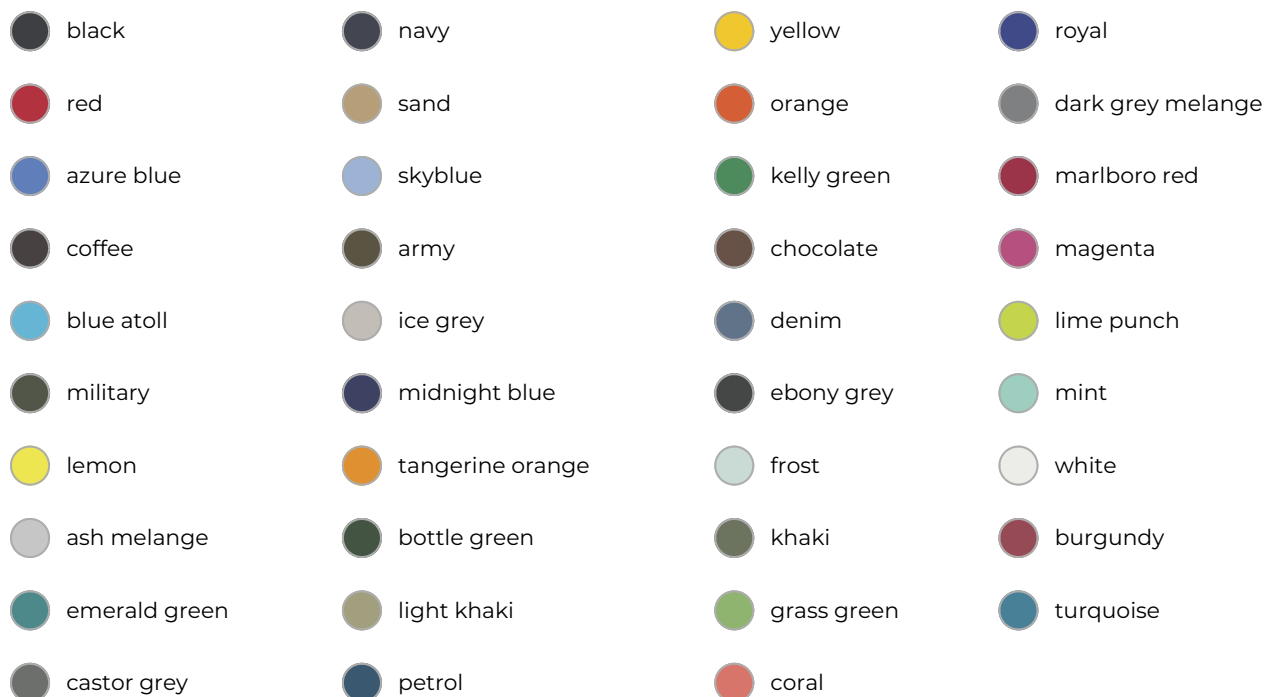 black
navy
yellow
royal
red
sand
orange
dark grey melange
azure blue
skyblue
kelly green
marlboro red
coffee
army
chocolate
magenta
blue atoll
ice grey
denim
lime punch
military
midnight blue
ebony grey
mint
lemon
tangerine orange
frost
white
ash melange
bottle green
khaki
burgundy
emerald green
light khaki
grass green
turquoise
castor grey
petrol
coral